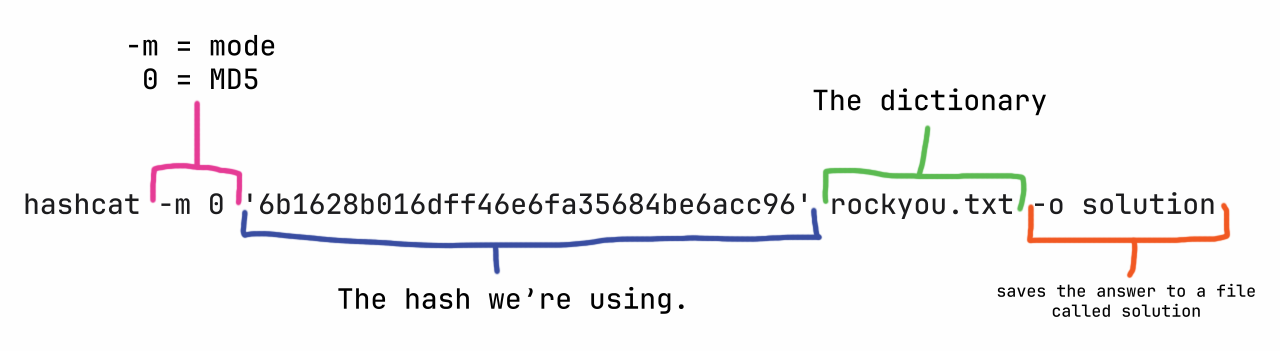 -m = mode
0 = MD5
The dictionary
hashcat -m 0 '6b1628b016dff46e6fa35684be6acc96' rockyou.txt -o solution
The hash we’re using.
saves the answer to a file
called solution